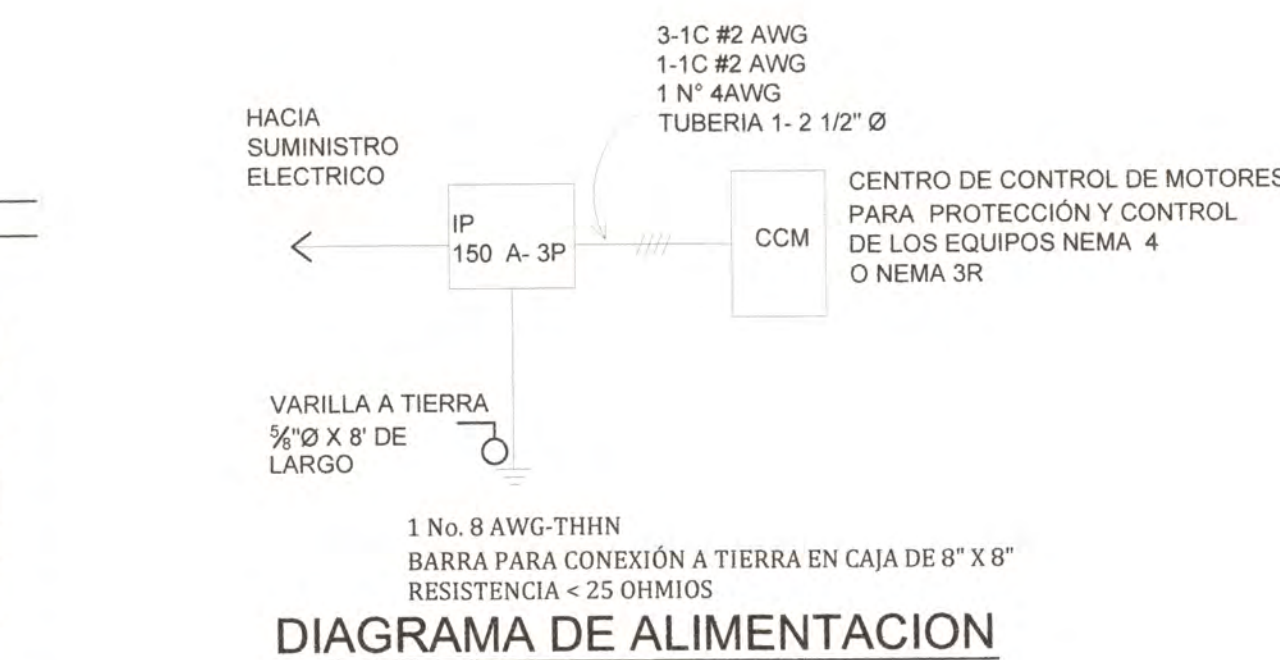 3-1C #2 AWG
1-1C #2 AWG
1 N° 4AWG
TUBERIA 1- 2 1/2" Ø
HACIA
SUMINISTRO
ELECTRICO
IP
150 A- 3P
CCM
CENTRO DE CONTROL DE MOTORES
PARA PROTECCIÓN Y CONTROL
DE LOS EQUIPOS NEMA 4
O NEMA 3R
VARILLA A TIERRA
⅝"Ø X 8' DE
LARGO
1 No. 8 AWG-THHN
BARRA PARA CONEXIÓN A TIERRA EN CAJA DE 8" X 8"
RESISTENCIA < 25 OHMIOS
DIAGRAMA DE ALIMENTACION